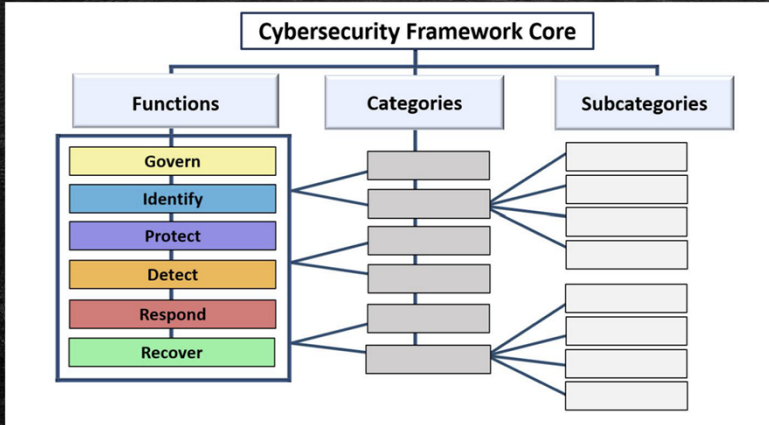 Cybersecurity Framework Core
Functions
Categories
Subcategories
Govern
Identify
Protect
Detect
Respond
Recover